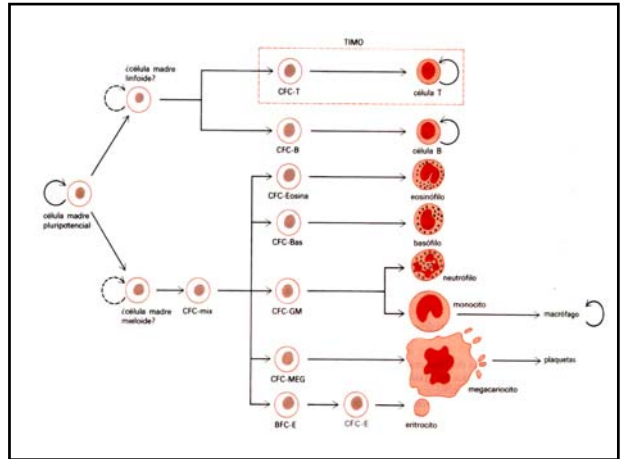 TIMO
¿célula madre
linfoide?
CFC-T
célula T
CFC-B
célula B
célula madre
pluripotencial
CFC-Eosina
eosinófilo
CFC-Bas
basófilo
neutrófilo
¿célula madre
mieloide?
CFC-mix
CFC-GM
monocito
macrófago
CFC-MEG
megacariocito
plaquetas
BFC-E
CFC-E
eritrocito